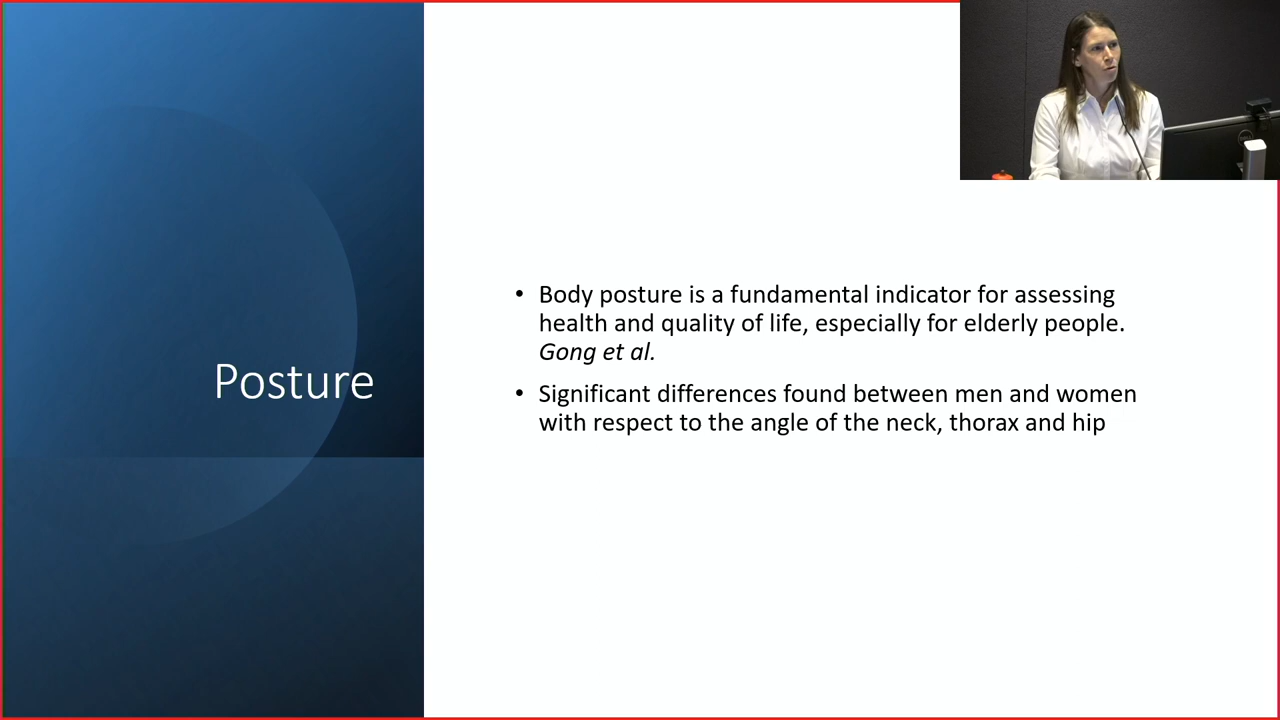 Posture
• Body posture is a fundamental indicator for assessing
health and quality of life, especially for elderly people.
Gong et al.
• Significant differences found between men and women
with respect to the angle of the neck, thorax and hip